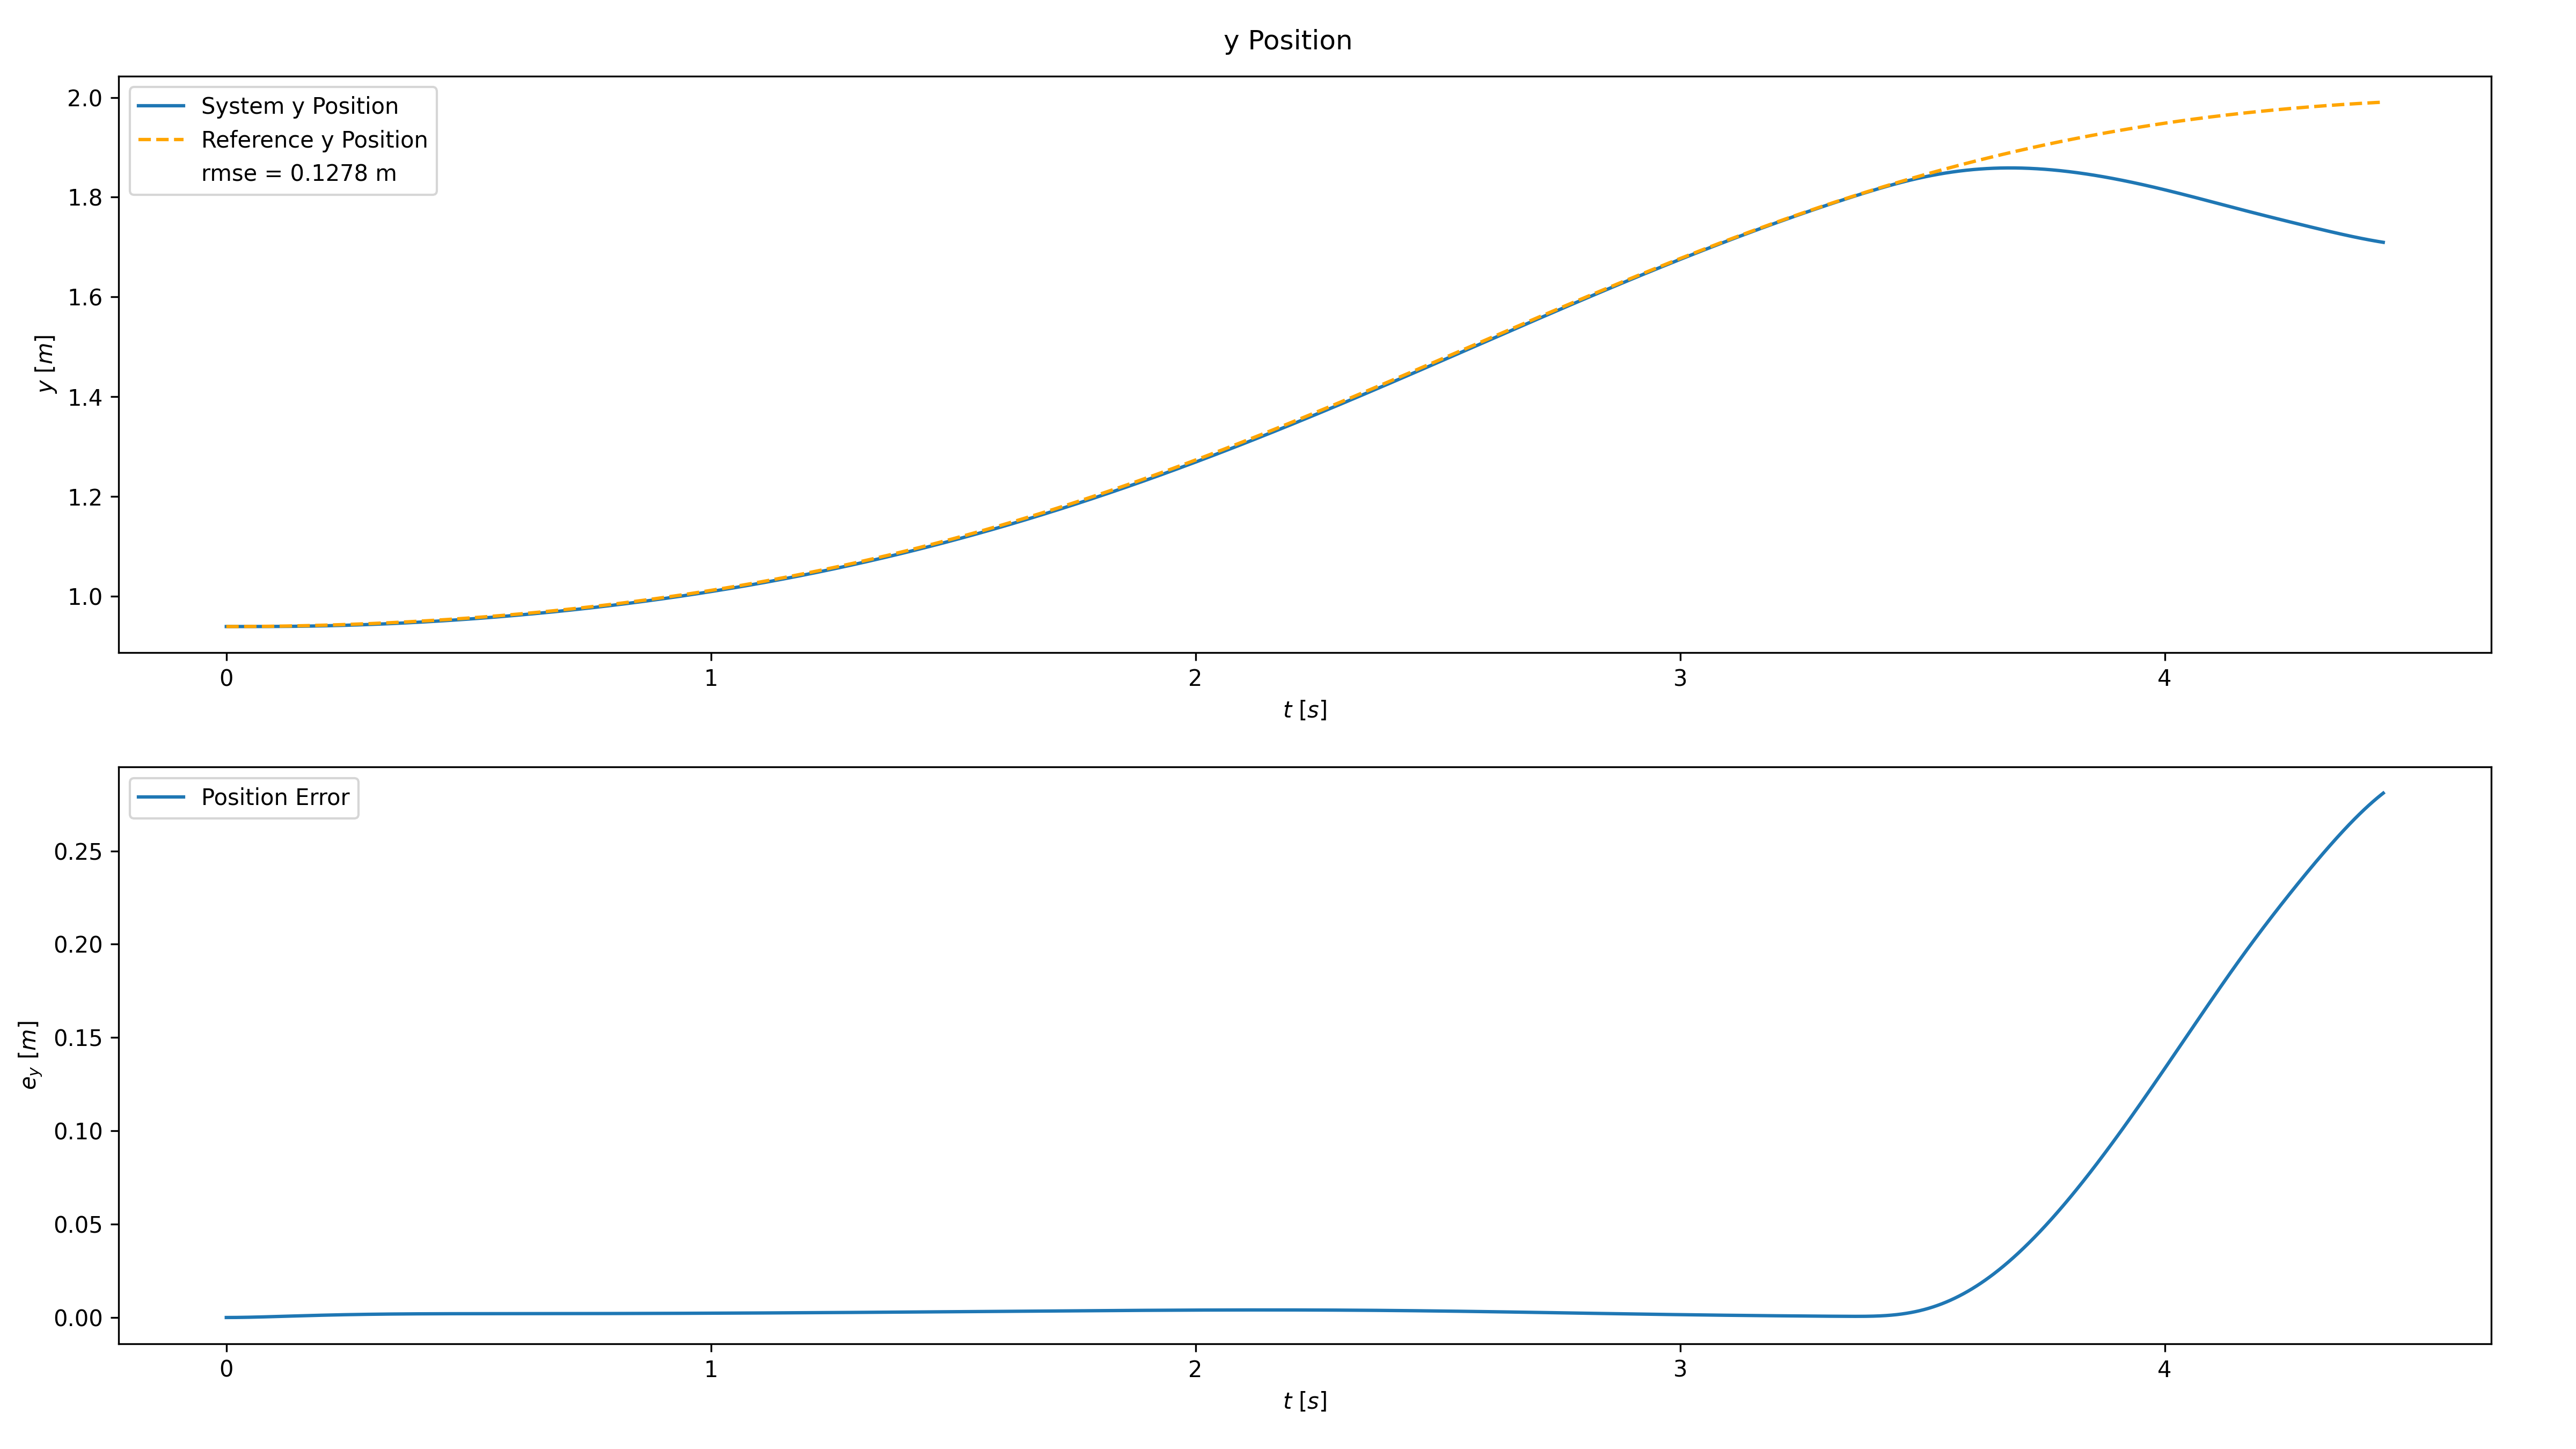 y Position
System y Position
Reference y Position
rmse = 0.1278 m
2.0
1.8
1.6
1.4
1.2
1.0
y [m]
0 1 2 3 4
t [s]
Position Error
0.25
0.20
0.15
0.10
0.05
0.00
e_y [m]
0 1 2 3 4
t [s]